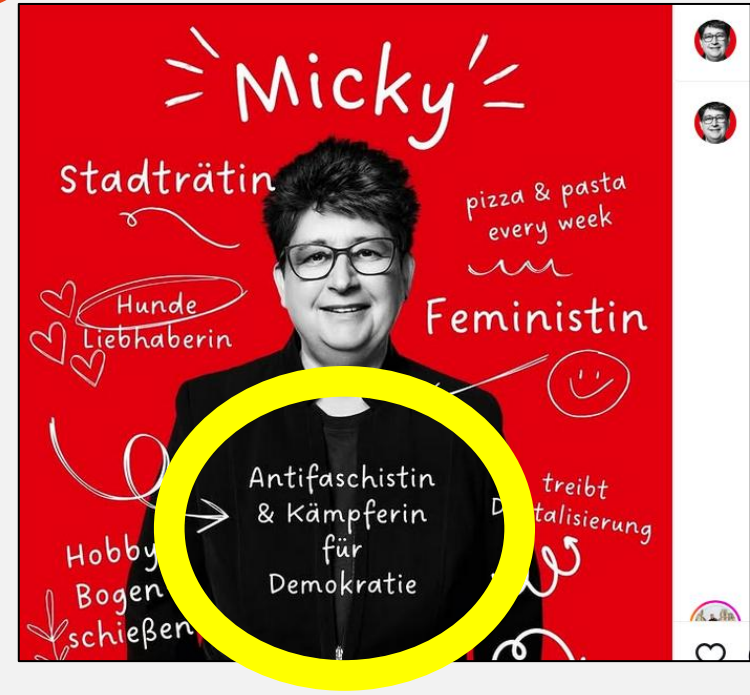 Micky
Stadträtin
pizza & pasta
every week
Hunde
Liebhaberin
Feministin
Antifaschistin
& Kämpferin
für
Demokratie
treibt
Hobby
Bogen
schießen